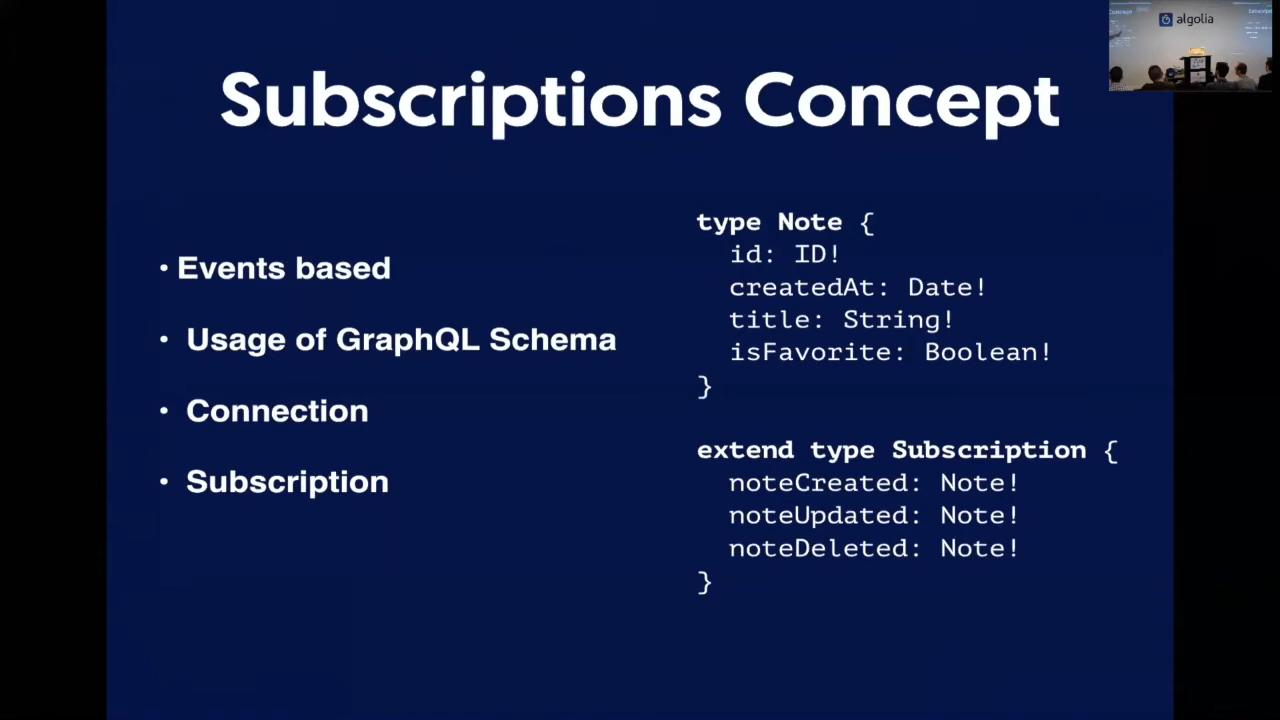 Subscriptions Concept
• Events based
• Usage of GraphQL Schema
• Connection
• Subscription
type Note {
id: ID!
createdAt: Date!
title: String!
isFavorite: Boolean!
}
extend type Subscription {
noteCreated: Note!
noteUpdated: Note!
noteDeleted: Note!
}
algolia